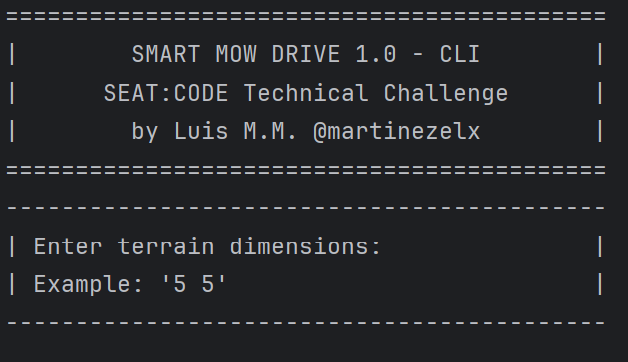 ===========================================
|        SMART MOW DRIVE 1.0 - CLI        |
|      SEAT:CODE Technical Challenge      |
|        by Luis M.M. @martinezelx        |
===========================================
-------------------------------------------
| Enter terrain dimensions:               |
| Example: '5 5'                          |
-------------------------------------------